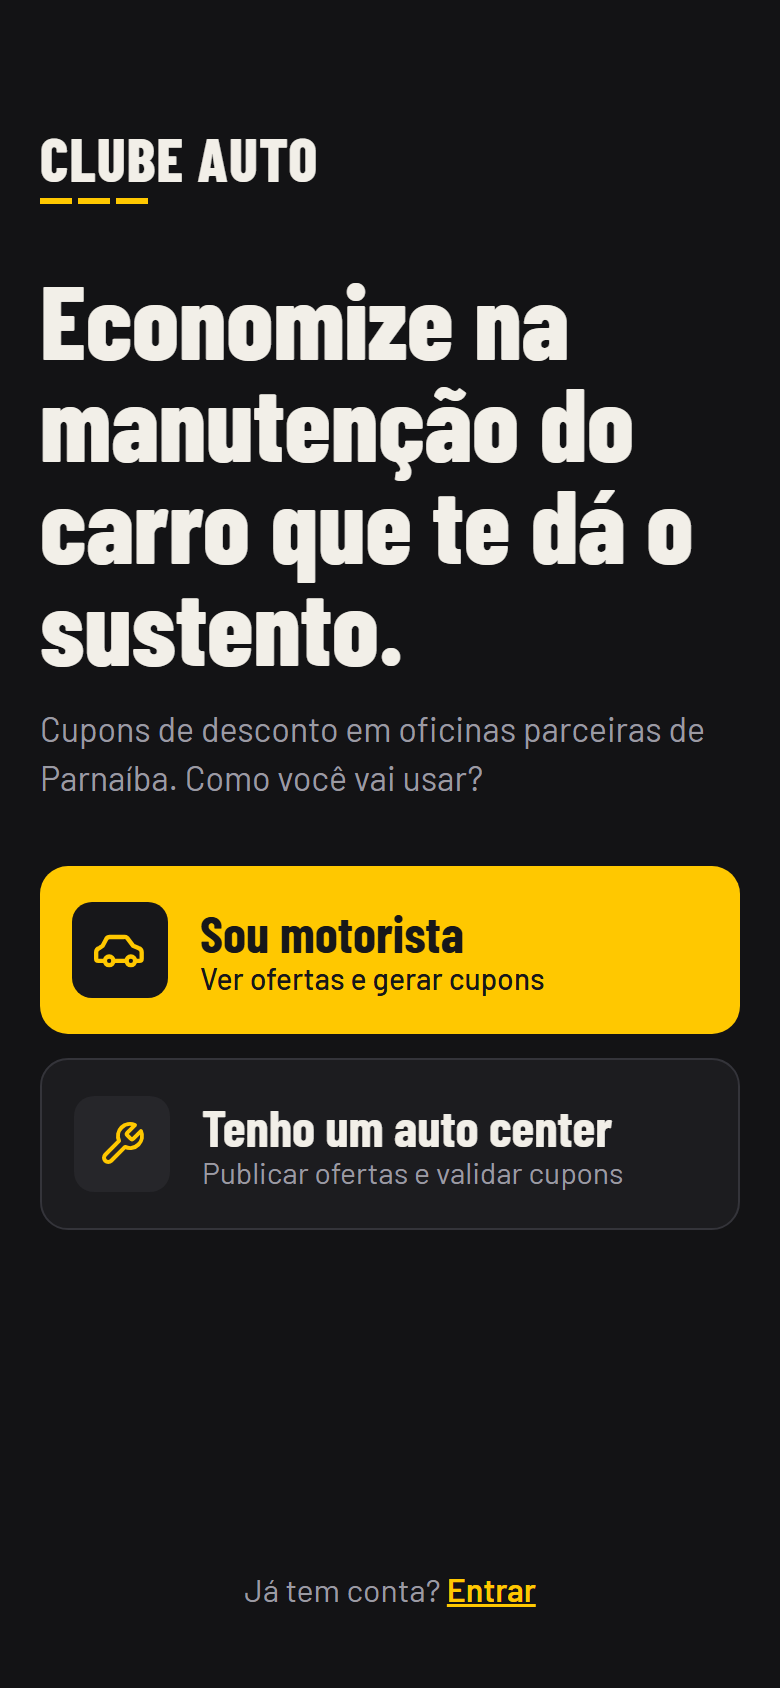 CLUBE AUTO
Economize na
manutenção do
carro que te dá o
sustento.
Cupons de desconto em oficinas parceiras de
Parnaíba. Como você vai usar?
Sou motorista
Ver ofertas e gerar cupons
Tenho um auto center
Publicar ofertas e validar cupons
Já tem conta? Entrar